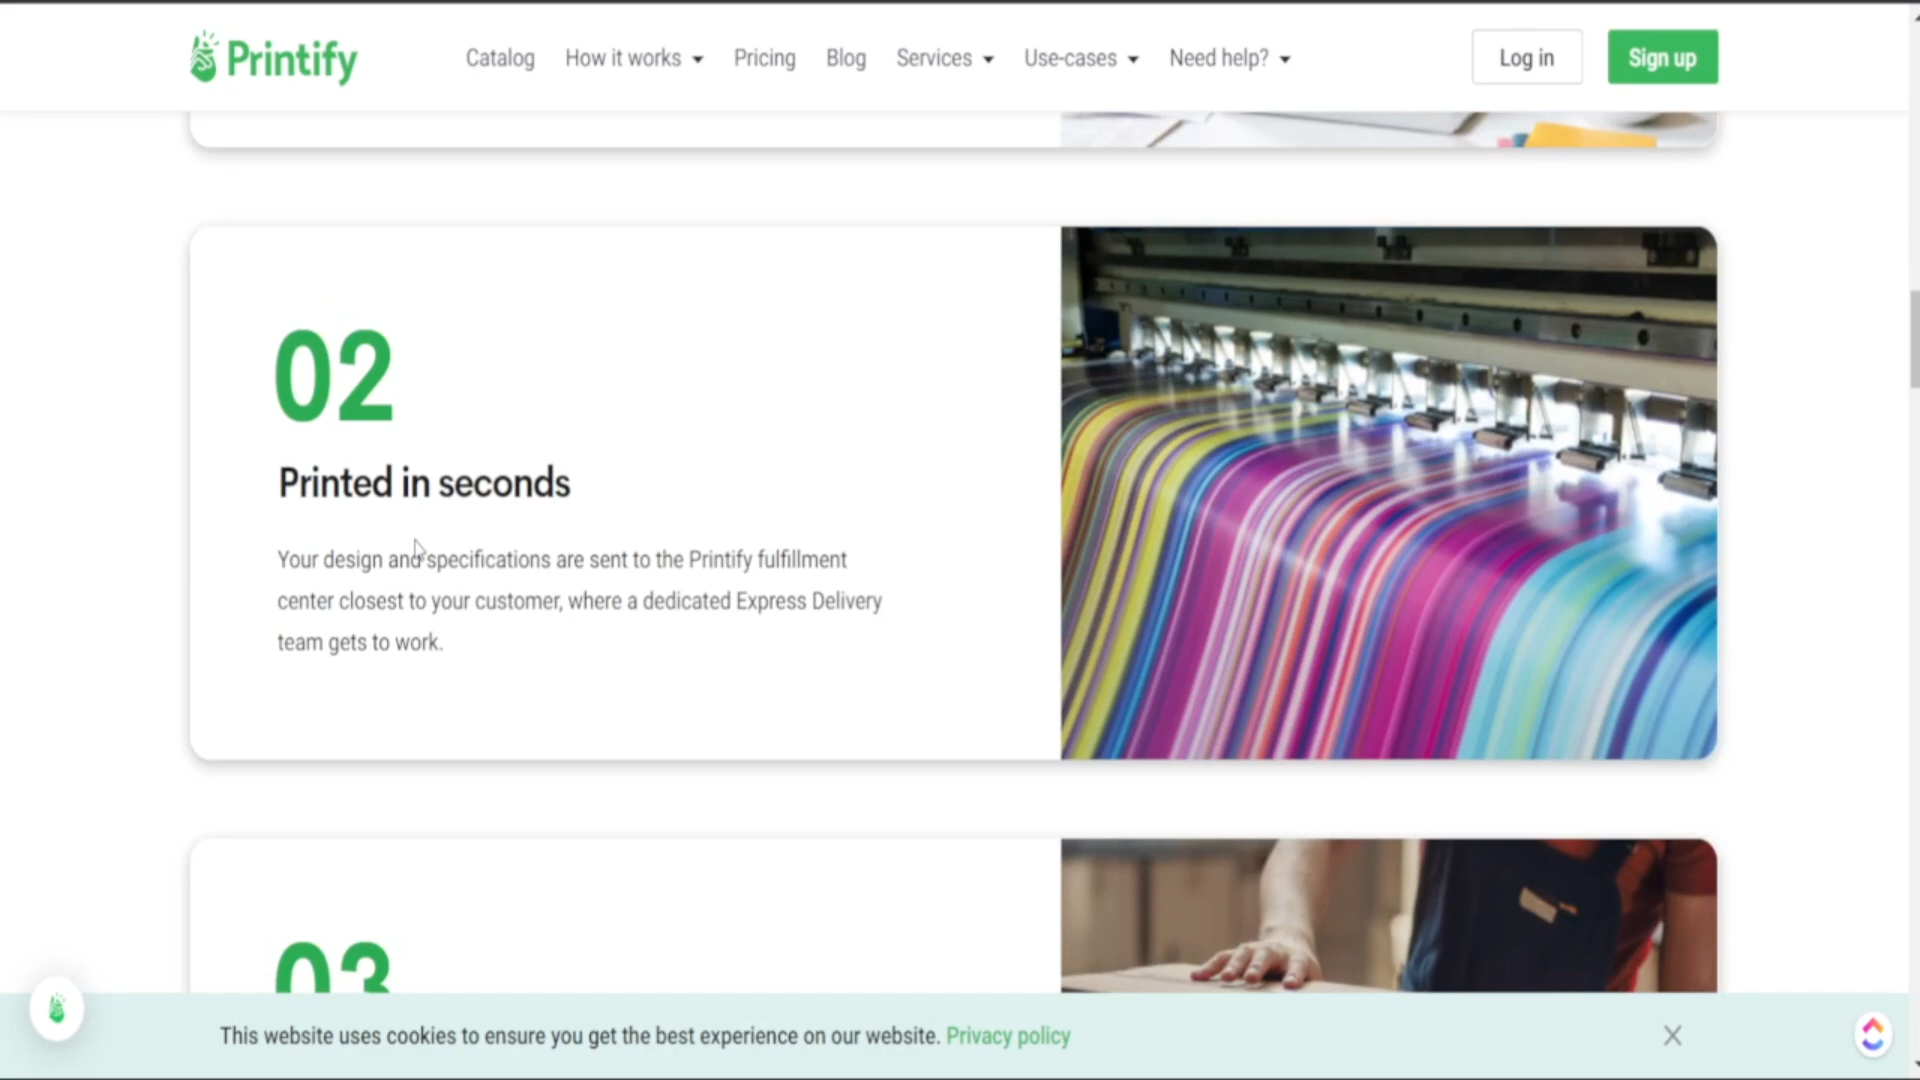 Printify
Catalog
How it works
Pricing
Blog
Services
Use-cases
Need help?
Log in
Sign up
02
Printed in seconds
Your design and specifications are sent to the Printify fulfillment
center closest to your customer, where a dedicated Express Delivery
team gets to work.
03
This website uses cookies to ensure you get the best experience on our website. Privacy policy